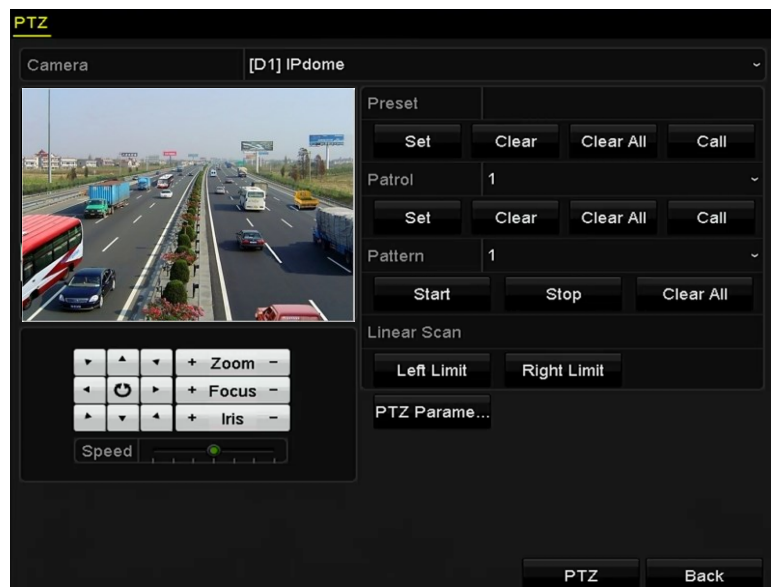 PTZ
Camera [D1] IPdome
Preset
Set Clear Clear All Call
Patrol 1
Set Clear Clear All Call
Pattern 1
Start Stop Clear All
Linear Scan
Left Limit Right Limit
PTZ Parame...
+ Zoom -
+ Focus -
+ Iris -
Speed
PTZ Back